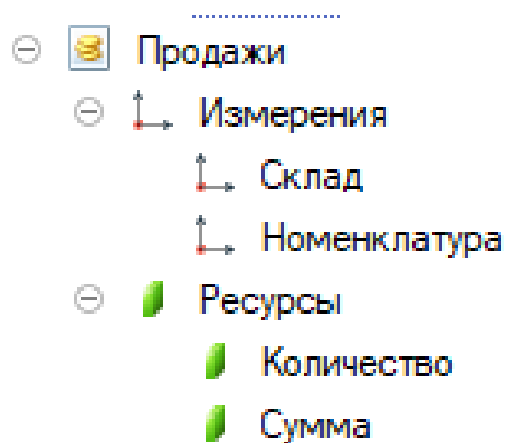 Продажи
Измерения
Склад
Номенклатура
Ресурсы
Количество
Сумма